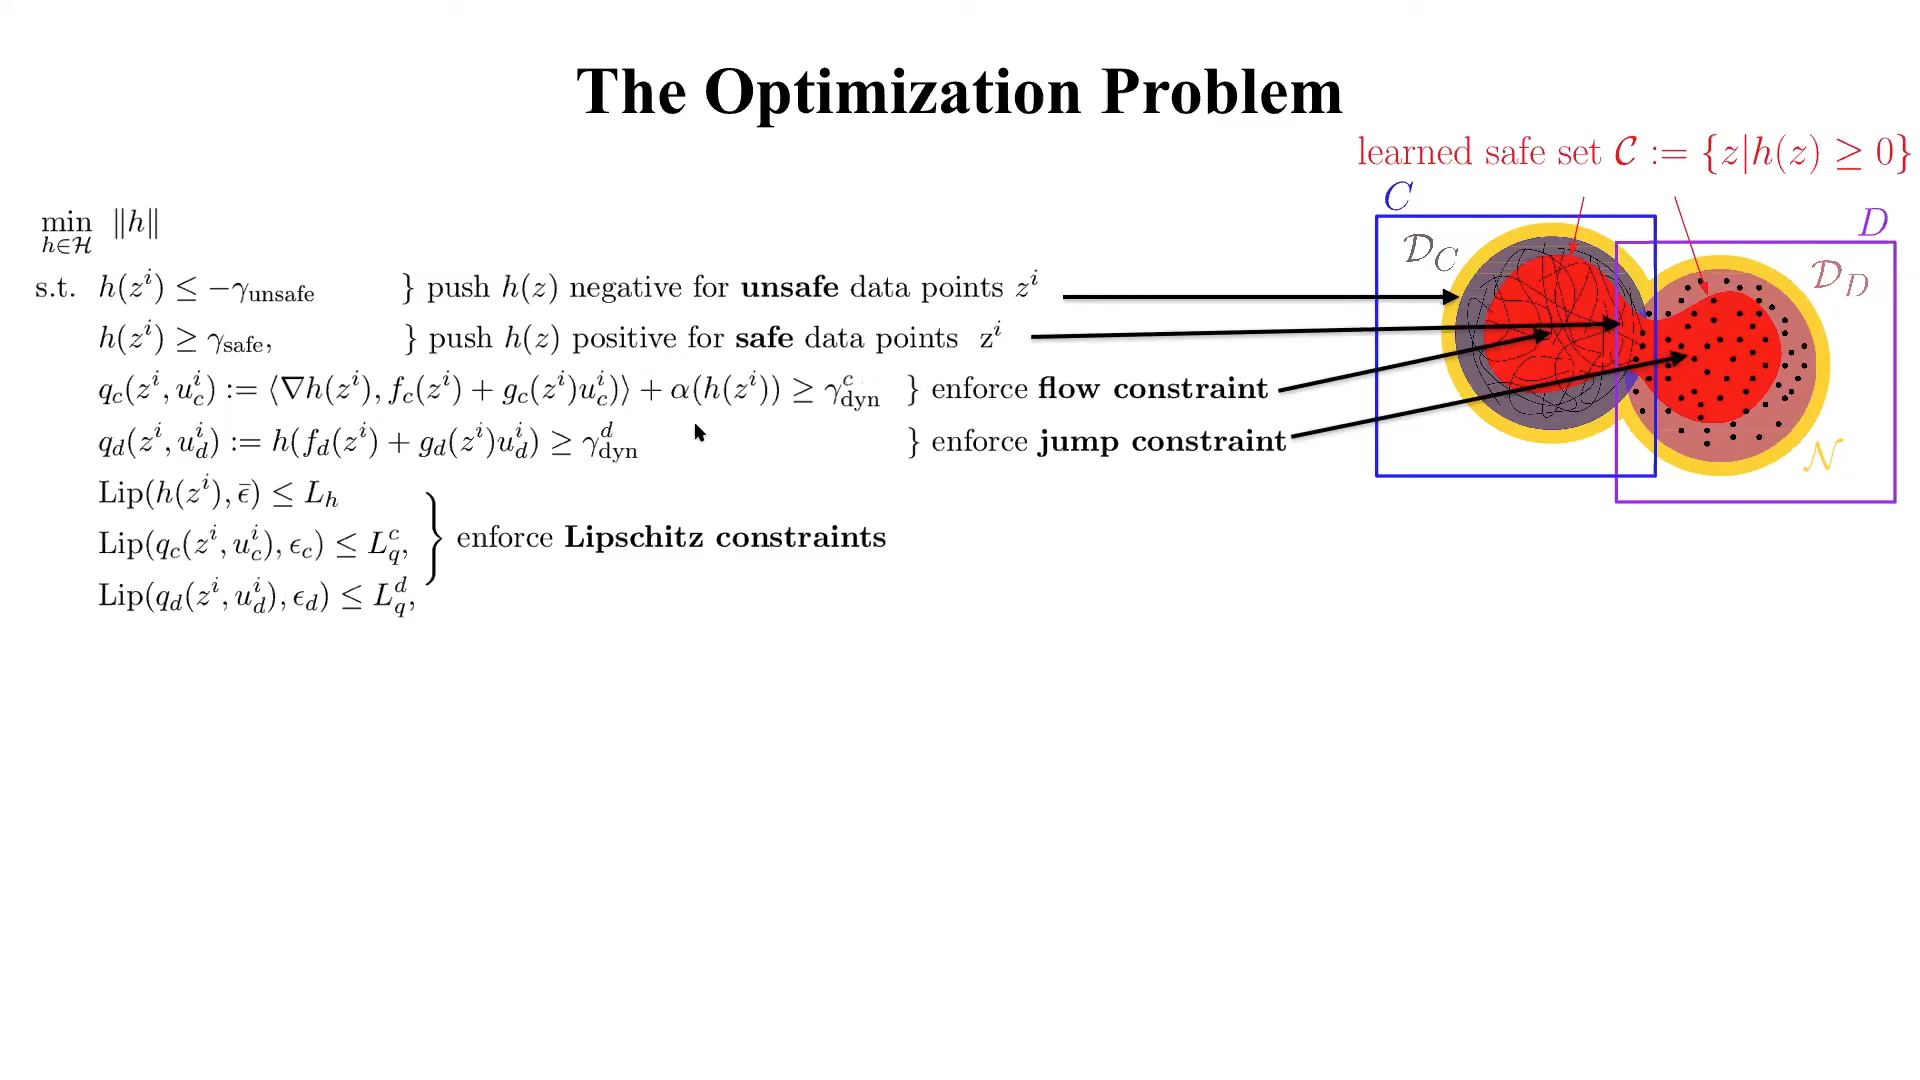 The Optimization Problem
learned safe set 𝒞 := {z|h(z) ≥ 0}
C
D
𝒟_C
𝒟_D
𝒩
min_{h∈ℋ} ‖h‖
s.t. h(z^i) ≤ −γ_unsafe } push h(z) negative for unsafe data points z^i
h(z^i) ≥ γ_safe, } push h(z) positive for safe data points z^i
q_c(z^i, u_c^i) := ⟨∇h(z^i), f_c(z^i) + g_c(z^i)u_c^i⟩ + α(h(z^i)) ≥ γ_dyn^c } enforce flow constraint
q_d(z^i, u_d^i) := h(f_d(z^i) + g_d(z^i)u_d^i) ≥ γ_dyn^d } enforce jump constraint
Lip(h(z^i), ε̄) ≤ L_h
Lip(q_c(z^i, u_c^i), ϵ_c) ≤ L_q^c, } enforce Lipschitz constraints
Lip(q_d(z^i, u_d^i), ϵ_d) ≤ L_q^d,